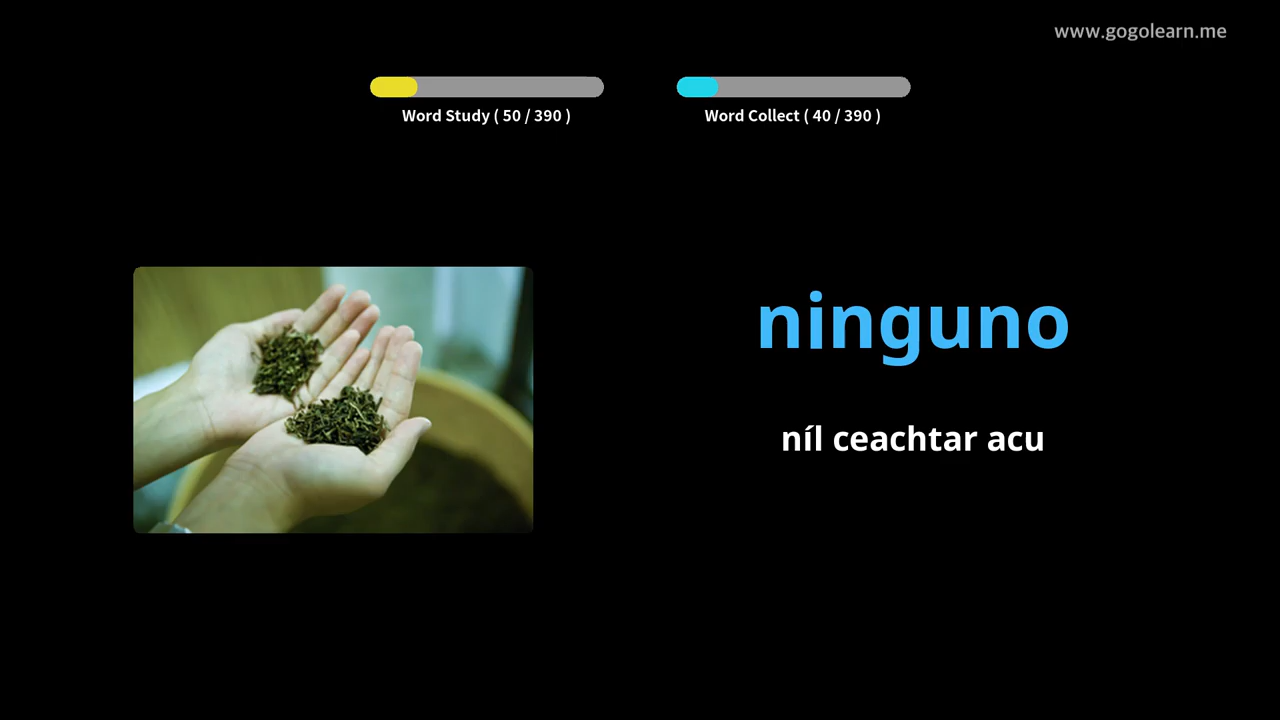 www.gogolearn.me
Word Study ( 50 / 390 )
Word Collect ( 40 / 390 )
ninguno
níl ceachtar acu